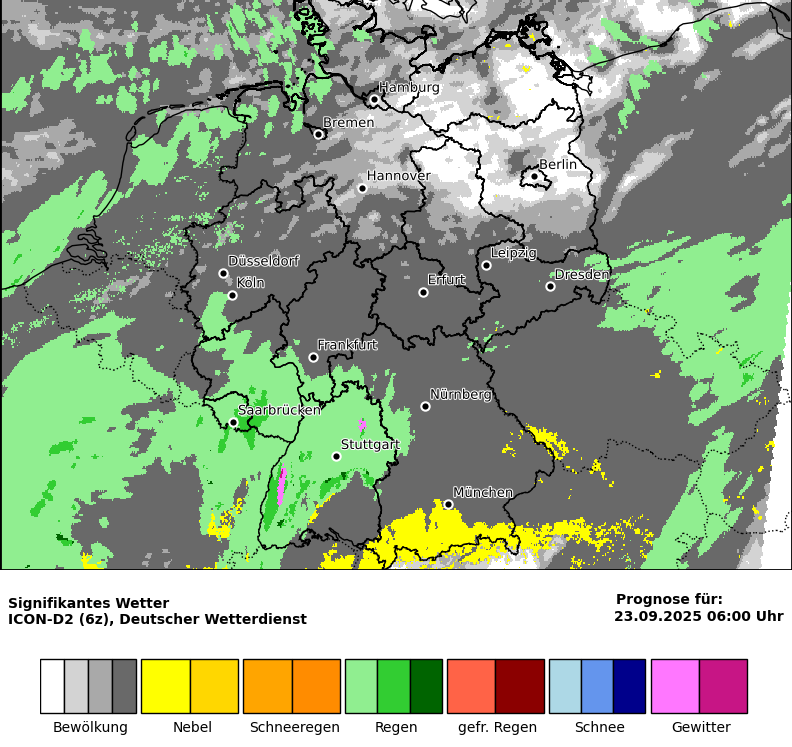 Hamburg
Bremen
Berlin
Hannover
Leipzig
Düsseldorf
Dresden
Köln
Erfurt
Frankfurt
Nürnberg
Saarbrücken
Stuttgart
München
Signifikantes Wetter
ICON-D2 (6z), Deutscher Wetterdienst
Prognose für:
23.09.2025 06:00 Uhr
Bewölkung Nebel Schneeregen Regen gefr. Regen Schnee Gewitter